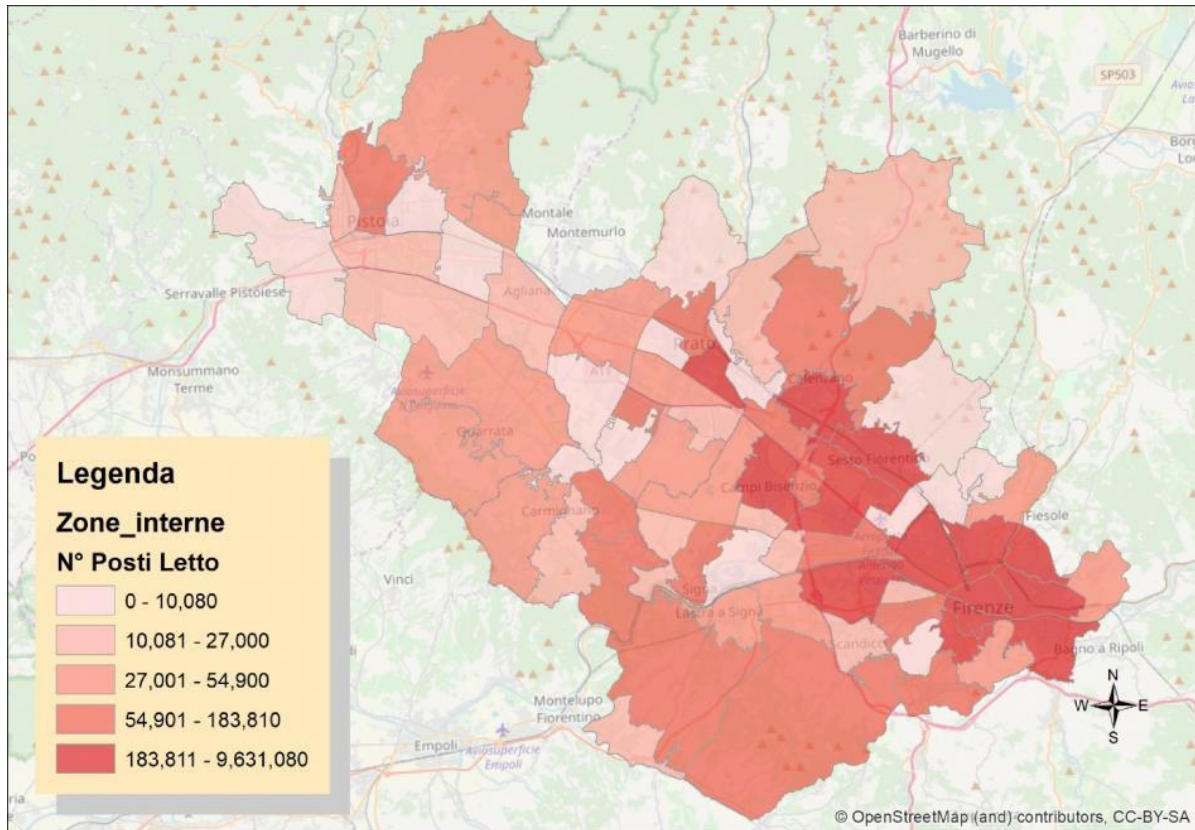 Barberino di
Mugello
SP503
Montale
Pistoia
Montemurlo
Serravalle Pistoiese
Agliana
Prato
Monsummano
Terme
A11
Calenzano
Quarrata
Sesto Fiorentino
Campi Bisenzio
Carmignano
Fiesole
Vinci
Signa
Lastra a Signa
Firenze
Scandicci
Bagno a Ripoli
Montelupo
Fiorentino
Empoli
Aviosuperficie
Empoli
Legenda
Zone_interne
N° Posti Letto
0 - 10,080
10,081 - 27,000
27,001 - 54,900
54,901 - 183,810
183,811 - 9,631,080
N
W E
S
© OpenStreetMap (and) contributors, CC-BY-SA